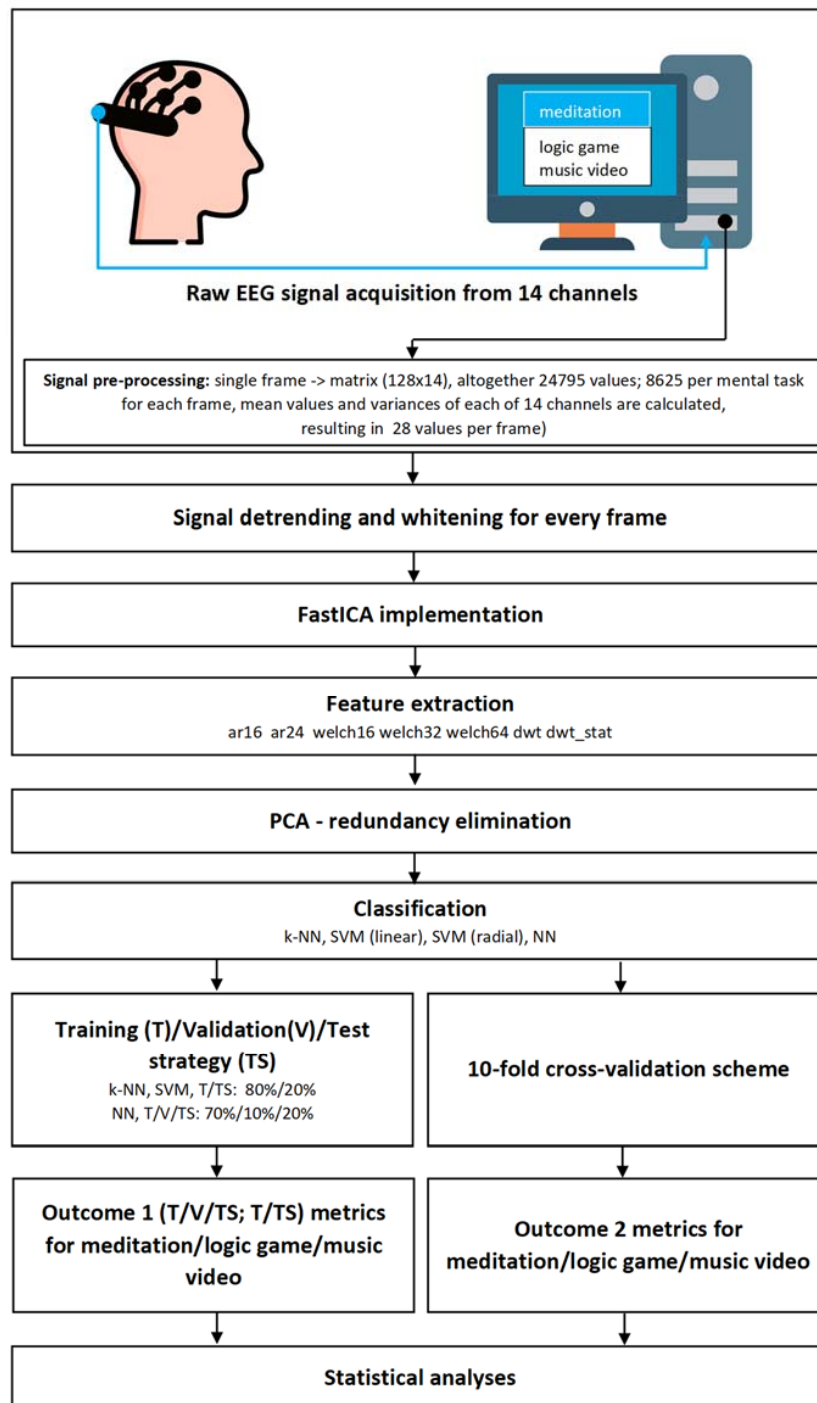 meditation
logic game
music video
Raw EEG signal acquisition from 14 channels
Signal pre-processing: single frame -> matrix (128x14), altogether 24795 values; 8625 per mental task
for each frame, mean values and variances of each of 14 channels are calculated,
resulting in 28 values per frame)
Signal detrending and whitening for every frame
FastICA implementation
Feature extraction
ar16 ar24 welch16 welch32 welch64 dwt dwt_stat
PCA - redundancy elimination
Classification
k-NN, SVM (linear), SVM (radial), NN
Training (T)/Validation(V)/Test
strategy (TS)
k-NN, SVM, T/TS: 80%/20%
NN, T/V/TS: 70%/10%/20%
10-fold cross-validation scheme
Outcome 1 (T/V/TS; T/TS) metrics
for meditation/logic game/music
video
Outcome 2 metrics for
meditation/logic game/music video
Statistical analyses